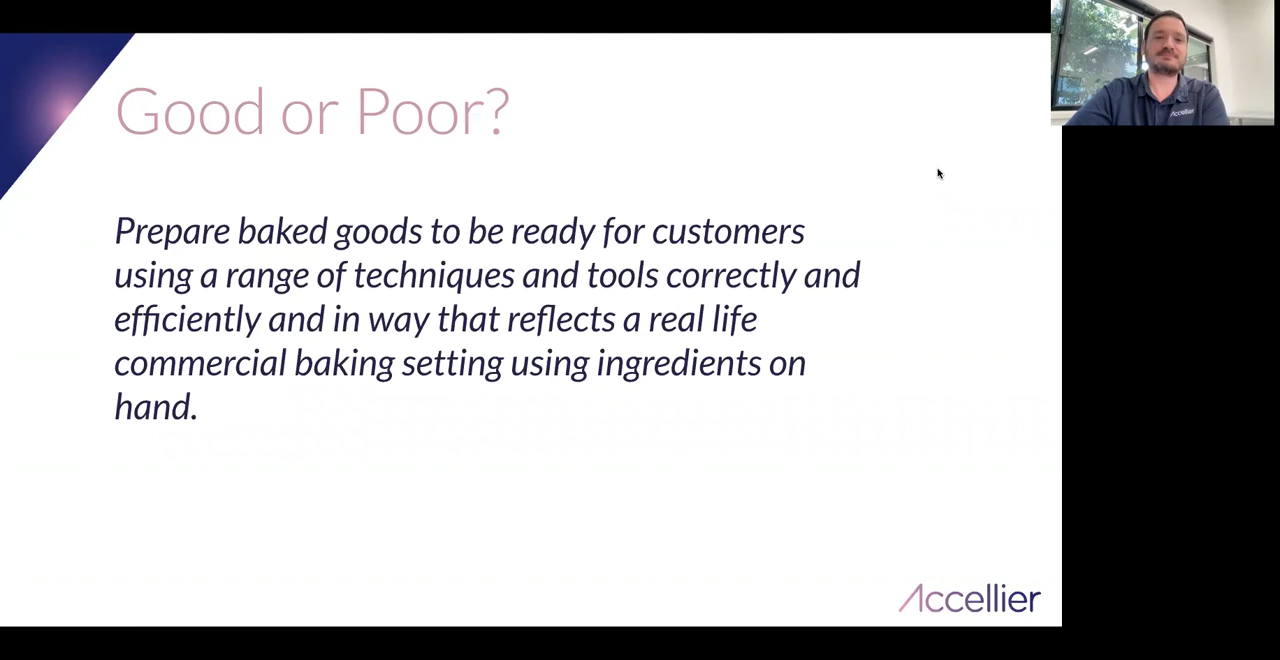 Good or Poor?
Prepare baked goods to be ready for customers
using a range of techniques and tools correctly and
efficiently and in way that reflects a real life
commercial baking setting using ingredients on
hand.
Accellier
Accellier